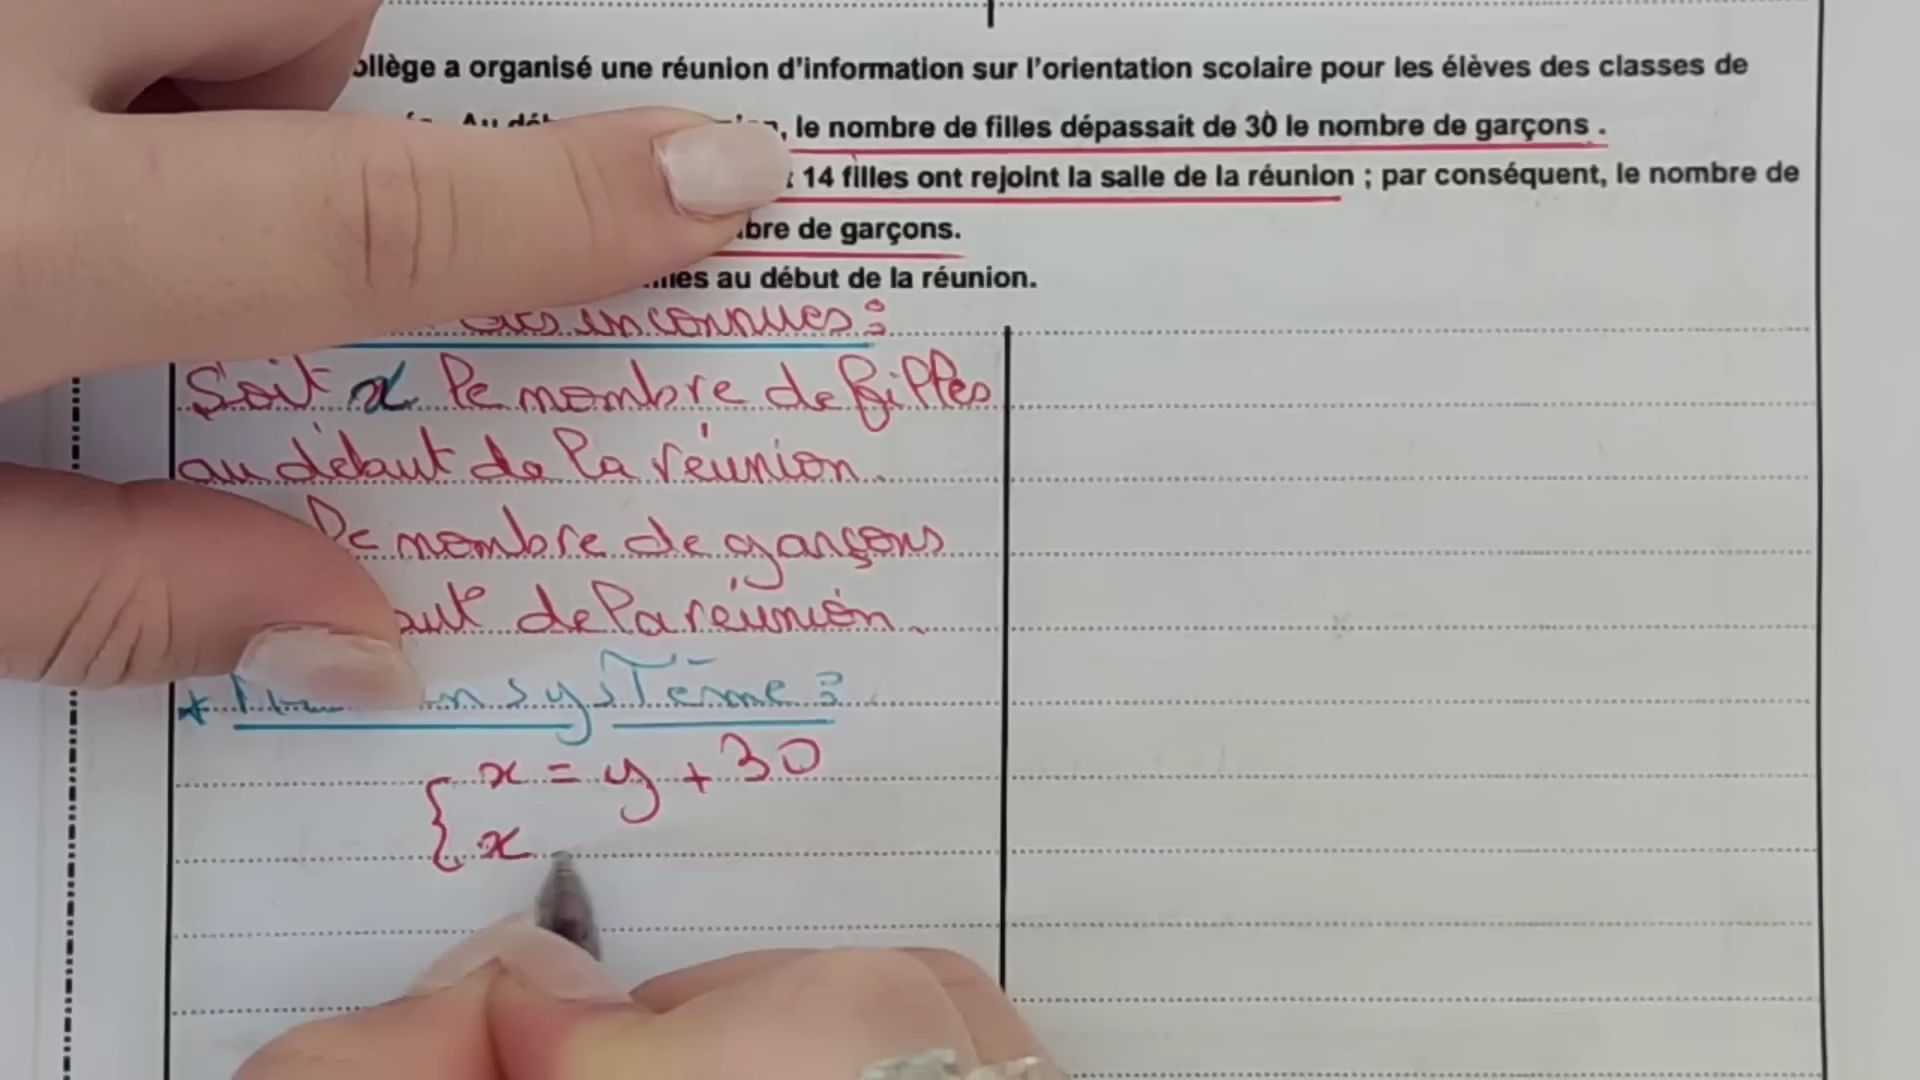 ollège a organisé une réunion d'information sur l'orientation scolaire pour les élèves des classes de
Au , le nombre de filles dépassait de 30 le nombre de garçons .
14 filles ont rejoint la salle de la réunion ; par conséquent, le nombre de
bre de garçons.
au début de la réunion.
inconnues :
Soit x le nombre de filles
au début de la réunion.
le nombre de garçons
de la réunion.
* système :
{ x = y + 30
x